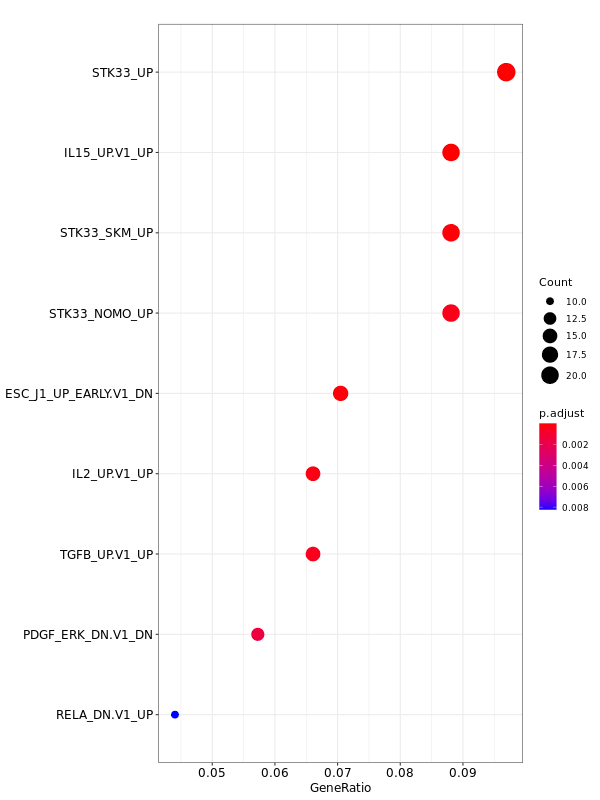 STK33_UP
IL15_UP.V1_UP
STK33_SKM_UP
STK33_NOMO_UP
ESC_J1_UP_EARLY.V1_DN
IL2_UP.V1_UP
TGFB_UP.V1_UP
PDGF_ERK_DN.V1_DN
RELA_DN.V1_UP
0.05 0.06 0.07 0.08 0.09
GeneRatio
Count
10.0
12.5
15.0
17.5
20.0
p.adjust
0.002
0.004
0.006
0.008